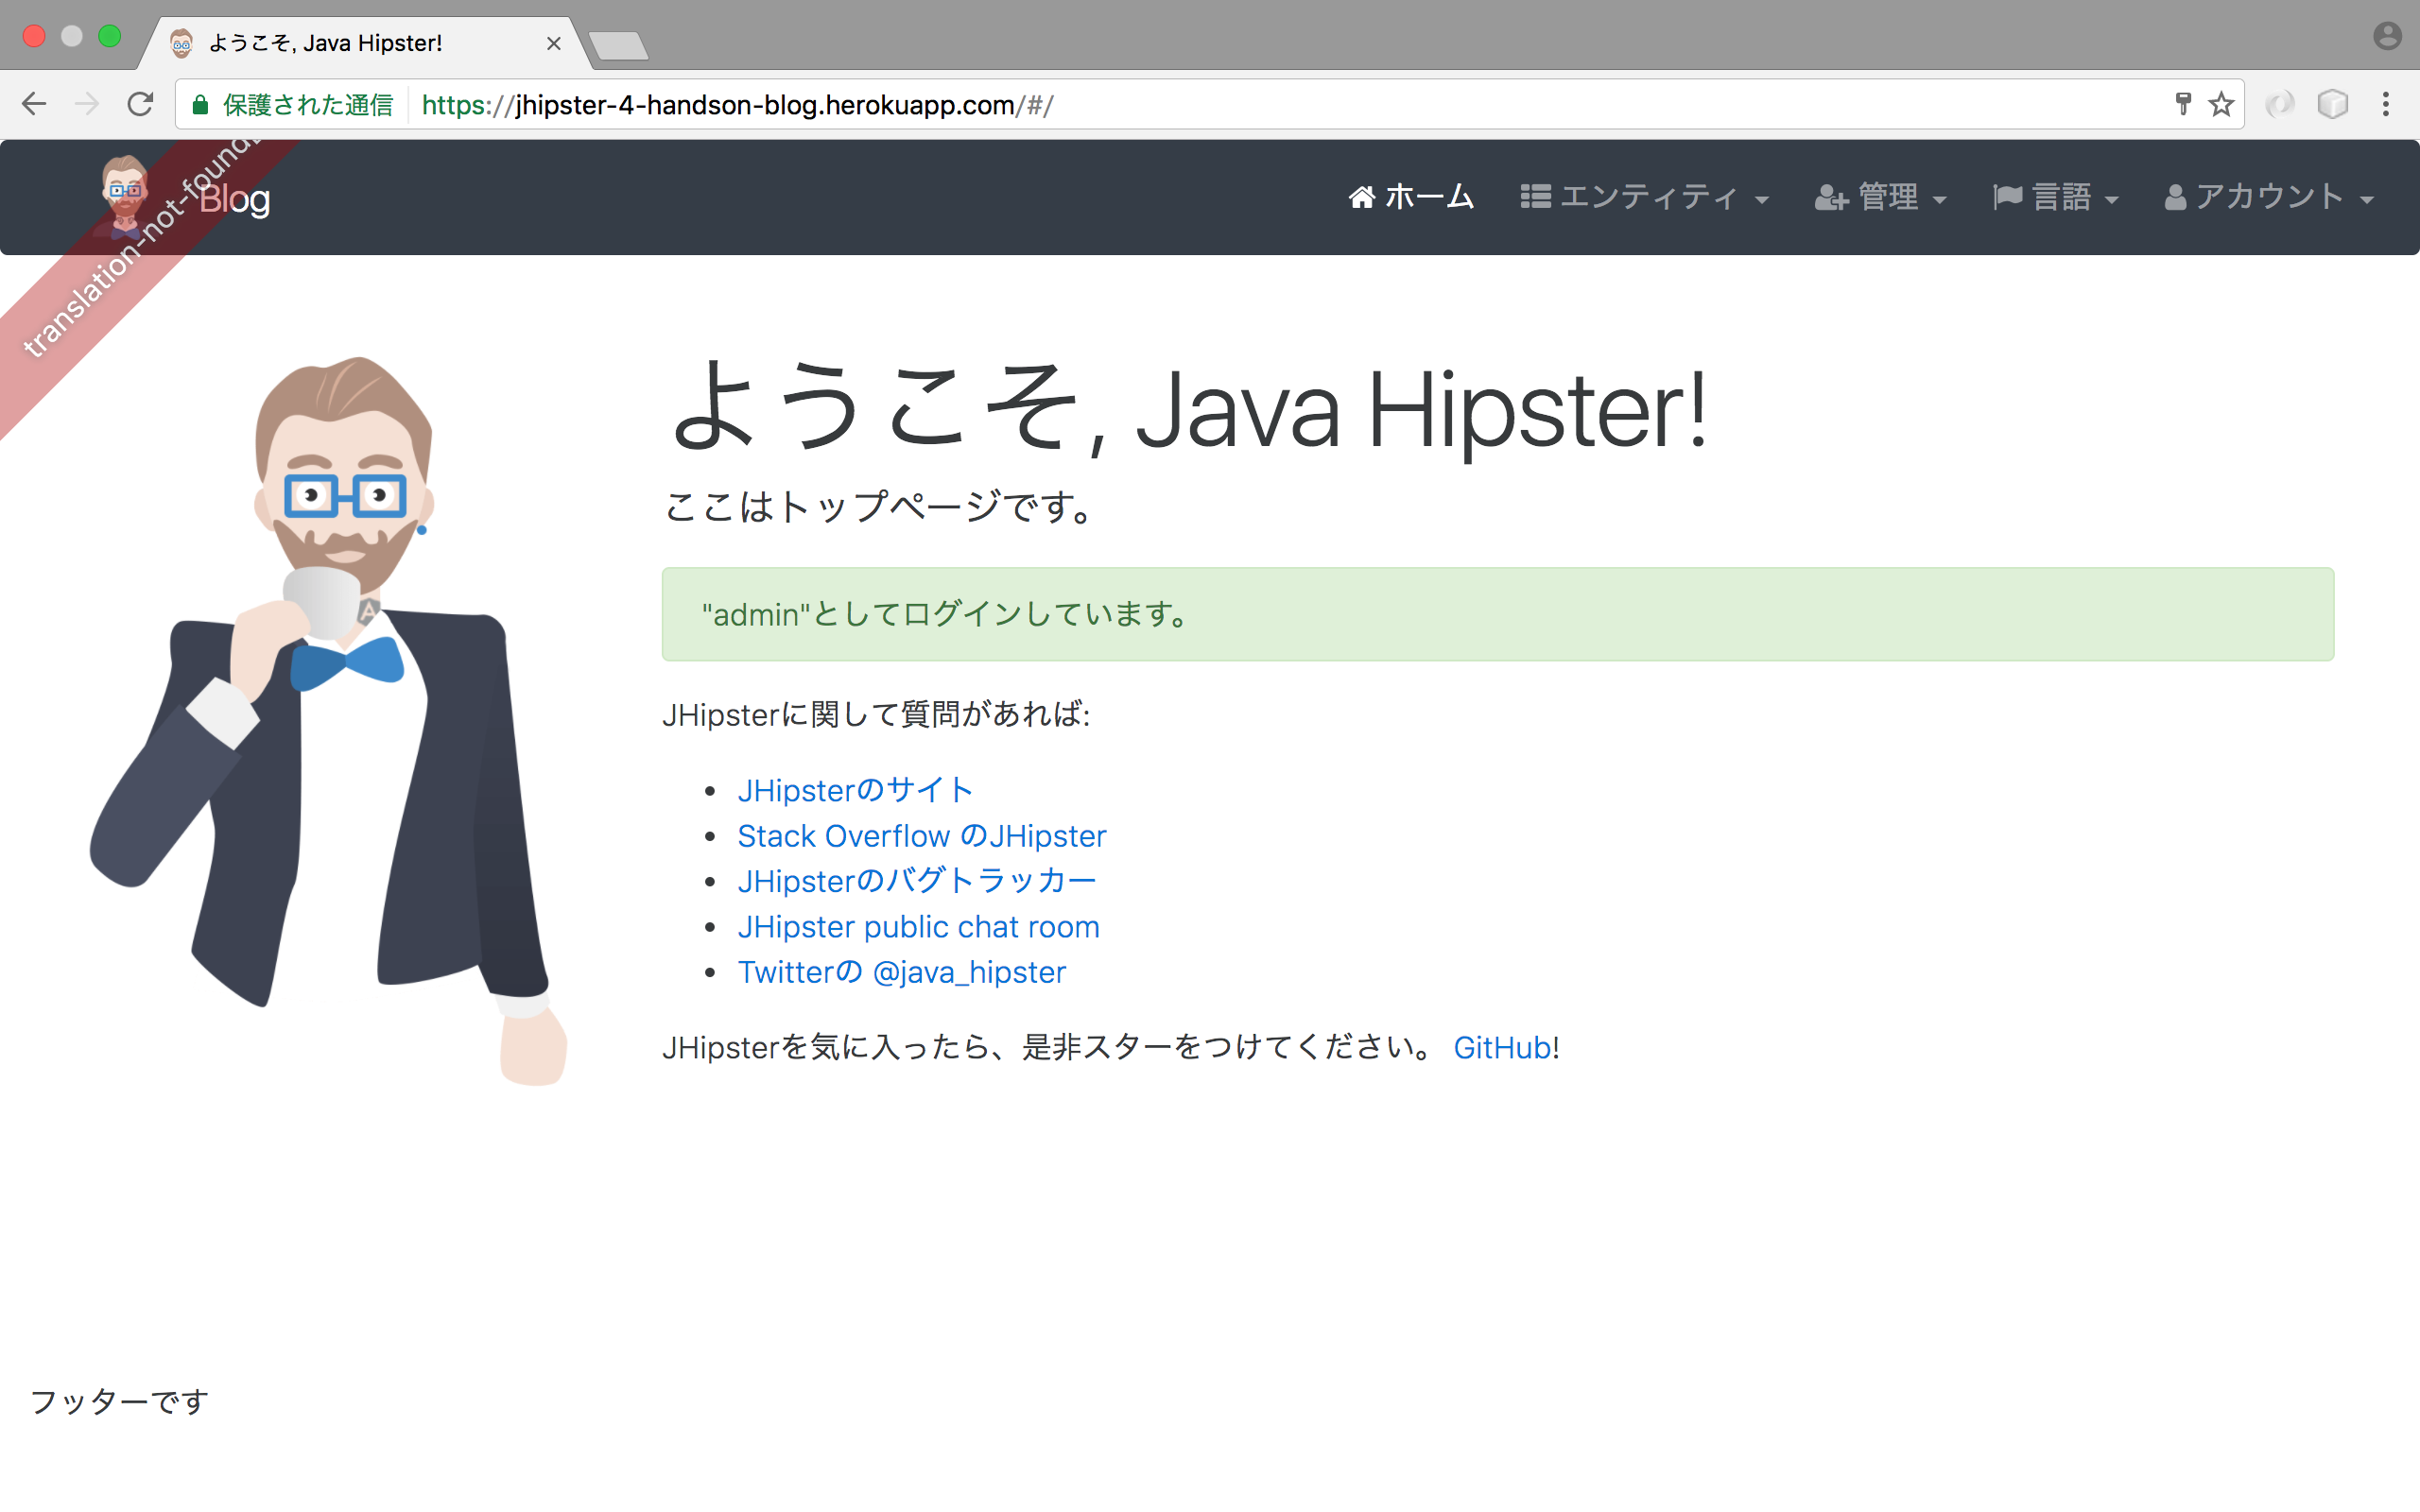 ようこそ, Java Hipster!
保護された通信 https://jhipster-4-handson-blog.herokuapp.com/#/
translation-not-found
Blog
ホーム エンティティ 管理 言語 アカウント
ようこそ, Java Hipster!
ここはトップページです。
"admin"としてログインしています。
JHipsterに関して質問があれば:
JHipsterのサイト
Stack Overflow のJHipster
JHipsterのバグトラッカー
JHipster public chat room
Twitterの @java_hipster
JHipsterを気に入ったら、是非スターをつけてください。 GitHub!
フッターです